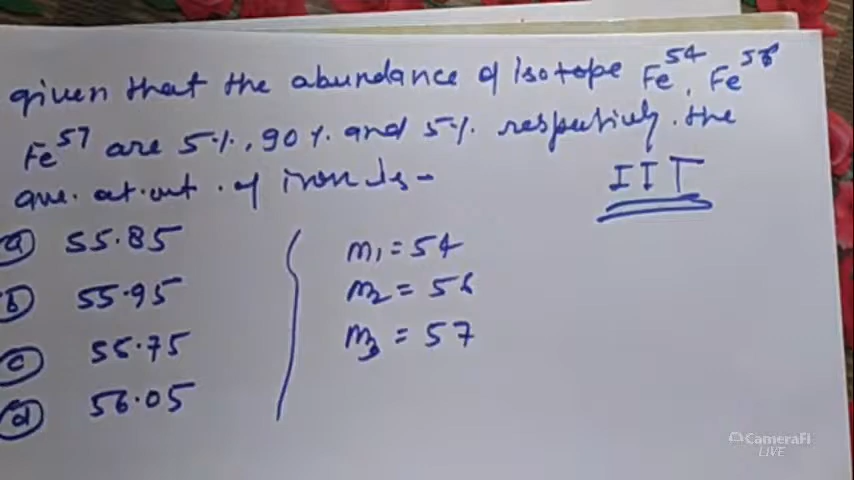 given that the abundance of isotope Fe⁵⁴, Fe⁵⁶
Fe⁵⁷ are 5%, 90% and 5% respectively. the
ave. at.wt. of iron is -
IIT
(a) 55.85
(b) 55.95
(c) 55.75
(d) 56.05
m₁ = 54
m₂ = 56
m₃ = 57
CameraFi
LIVE